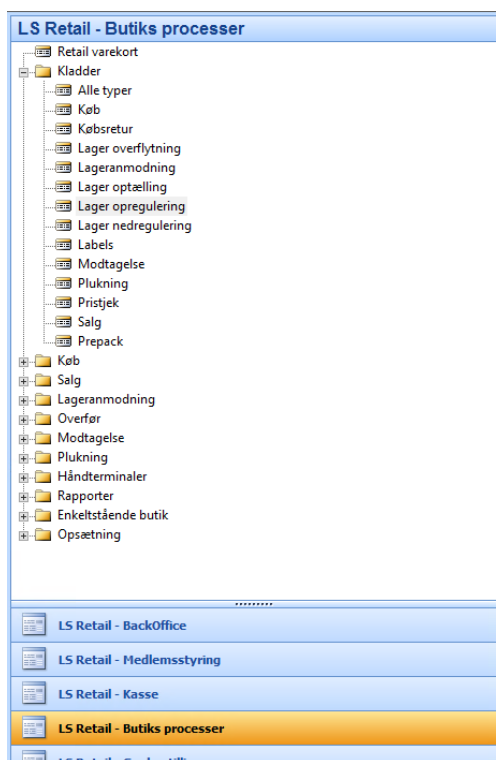 LS Retail - Butiks processer
Retail varekort
Kladder
Alle typer
Køb
Købsretur
Lager overflytning
Lageranmodning
Lager optælling
Lager opregulering
Lager nedregulering
Labels
Modtagelse
Plukning
Pristjek
Salg
Prepack
Køb
Salg
Lageranmodning
Overfør
Modtagelse
Plukning
Håndterminaler
Rapporter
Enkeltstående butik
Opsætning
LS Retail - BackOffice
LS Retail - Medlemsstyring
LS Retail - Kasse
LS Retail - Butiks processer